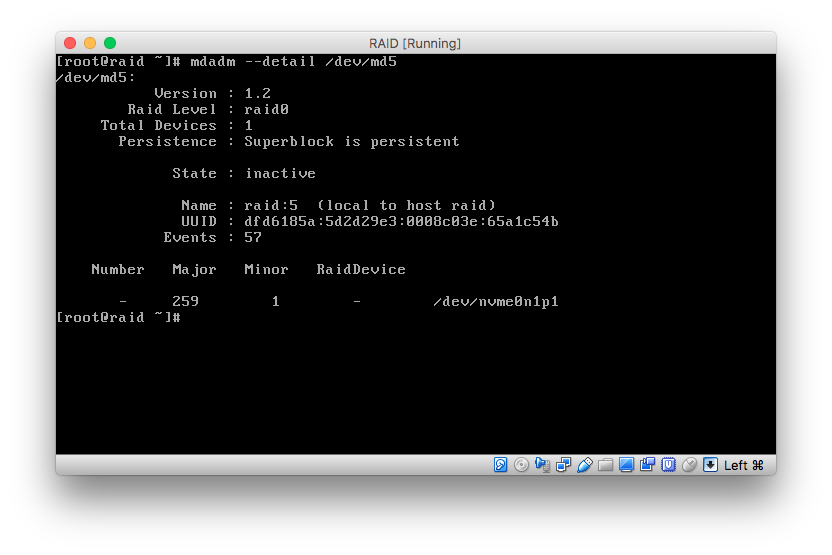 RAID [Running]
[root@raid ~]# mdadm --detail /dev/md5
/dev/md5:
Version : 1.2
Raid Level : raid0
Total Devices : 1
Persistence : Superblock is persistent
State : inactive
Name : raid:5  (local to host raid)
UUID : dfd6185a:5d2d29e3:0008c03e:65a1c54b
Events : 57
Number   Major   Minor   RaidDevice
-     259        1        -        /dev/nvme0n1p1
[root@raid ~]#
Left ⌘